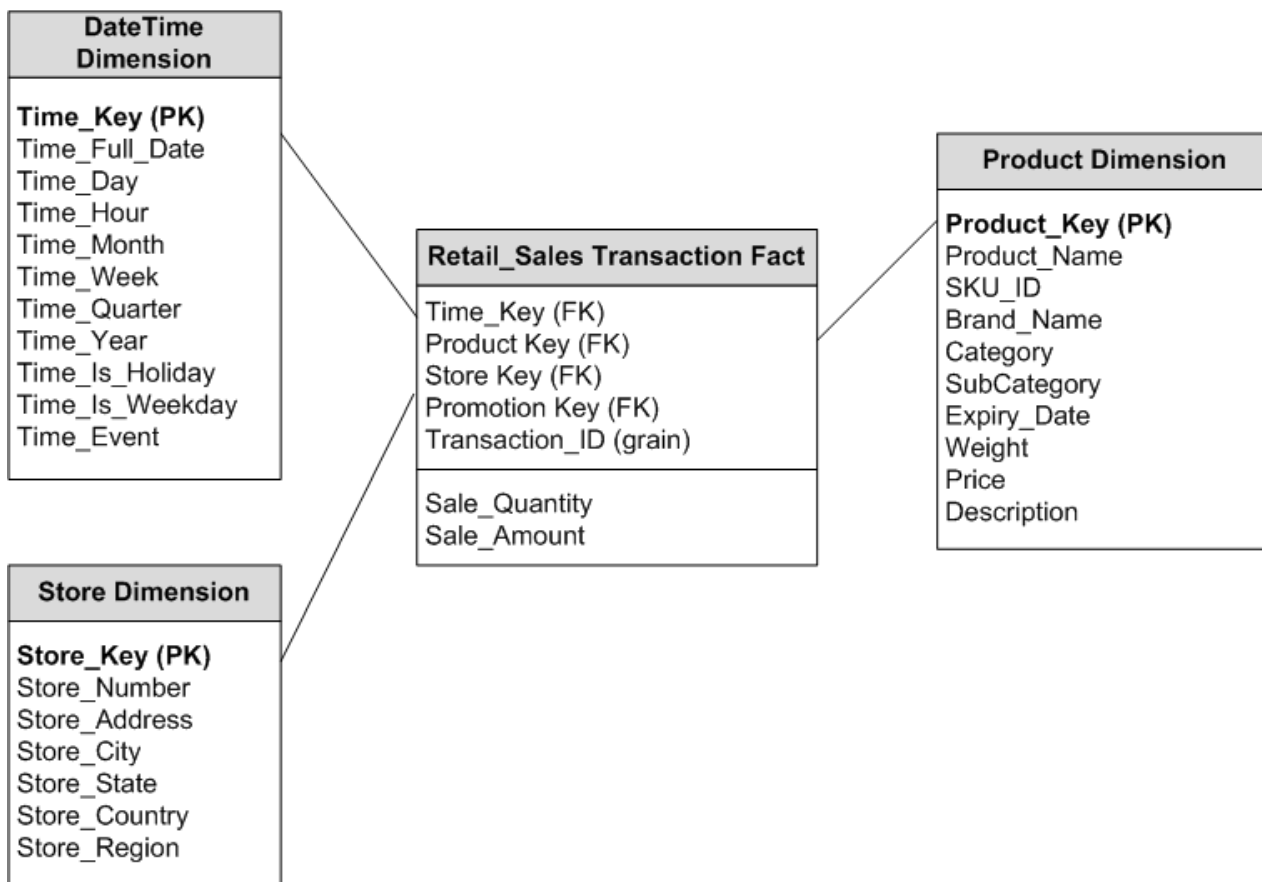 DateTime
Dimension
Time_Key (PK)
Time_Full_Date
Time_Day
Time_Hour
Time_Month
Time_Week
Time_Quarter
Time_Year
Time_Is_Holiday
Time_Is_Weekday
Time_Event
Store Dimension
Store_Key (PK)
Store_Number
Store_Address
Store_City
Store_State
Store_Country
Store_Region
Retail_Sales Transaction Fact
Time_Key (FK)
Product Key (FK)
Store Key (FK)
Promotion Key (FK)
Transaction_ID (grain)
Sale_Quantity
Sale_Amount
Product Dimension
Product_Key (PK)
Product_Name
SKU_ID
Brand_Name
Category
SubCategory
Expiry_Date
Weight
Price
Description